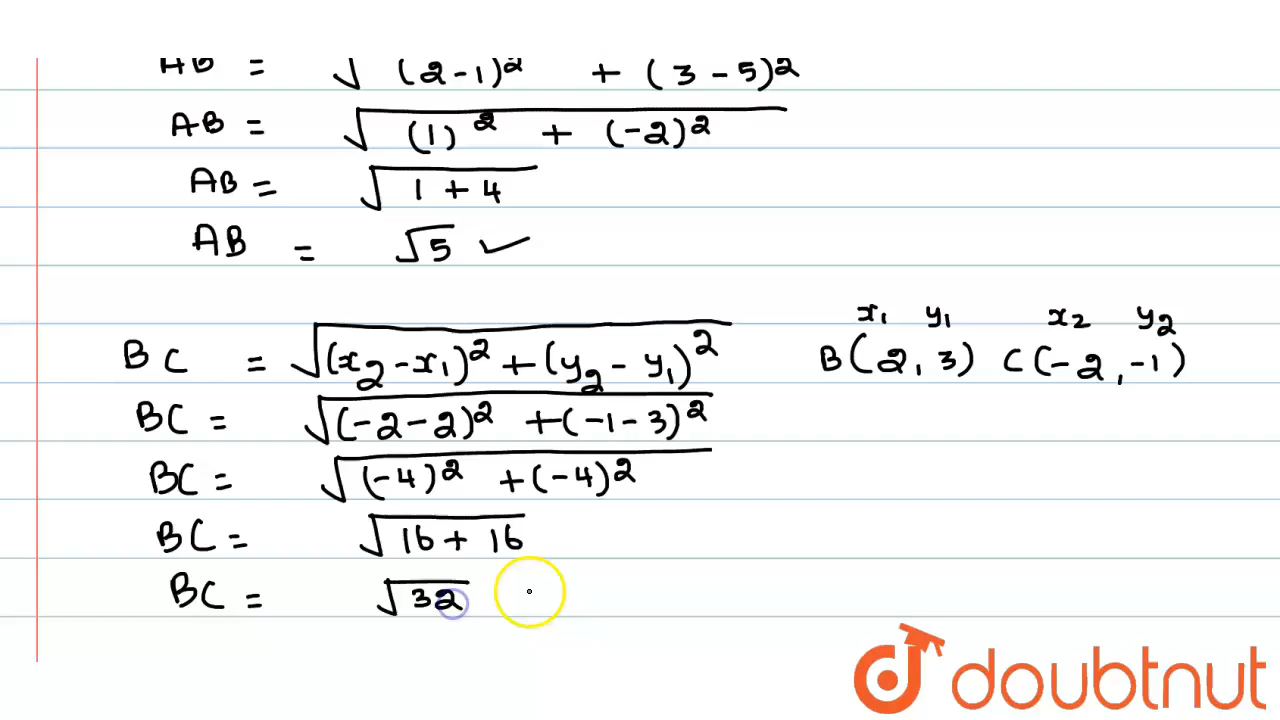 AB = √(2-1)² + (3-5)²
AB = √(1)² + (-2)²
AB = √1+4
AB = √5 ✓
x₁ y₁ x₂ y₂
BC = √(x₂-x₁)² + (y₂-y₁)² B(2,3) C(-2,-1)
BC = √(-2-2)² + (-1-3)²
BC = √(-4)² + (-4)²
BC = √16+16
BC = √32
doubtnut